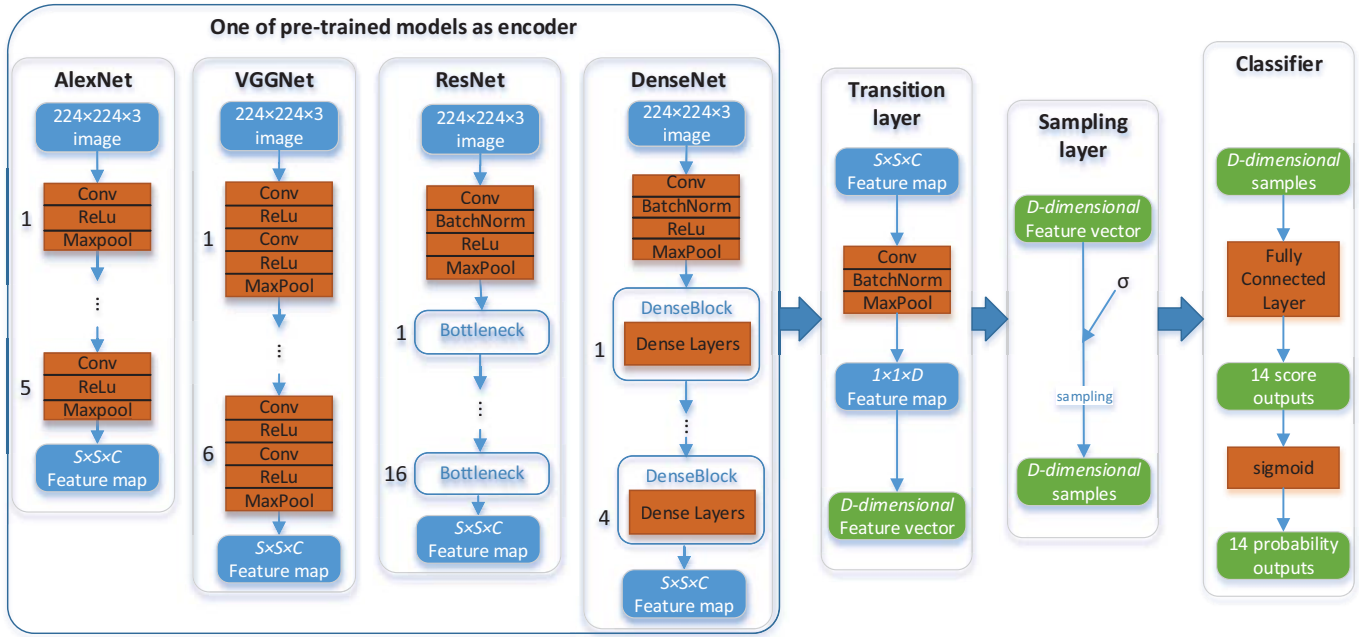 One of pre-trained models as encoder
AlexNet
224×224×3
image
1
Conv
ReLu
Maxpool
...
5
Conv
ReLu
Maxpool
S×S×C
Feature map
VGGNet
224×224×3
image
1
Conv
ReLu
Conv
ReLu
MaxPool
...
6
Conv
ReLu
Conv
ReLu
MaxPool
S×S×C
Feature map
ResNet
224×224×3
image
Conv
BatchNorm
ReLu
MaxPool
1
Bottleneck
...
16
Bottleneck
S×S×C
Feature map
DenseNet
224×224×3
image
Conv
BatchNorm
ReLu
MaxPool
DenseBlock
1
Dense Layers
...
DenseBlock
4
Dense Layers
S×S×C
Feature map
Transition
layer
S×S×C
Feature map
Conv
BatchNorm
MaxPool
1×1×D
Feature map
D-dimensional
Feature vector
Sampling
layer
D-dimensional
Feature vector
σ
sampling
D-dimensional
samples
Classifier
D-dimensional
samples
Fully
Connected
Layer
14 score
outputs
sigmoid
14 probability
outputs